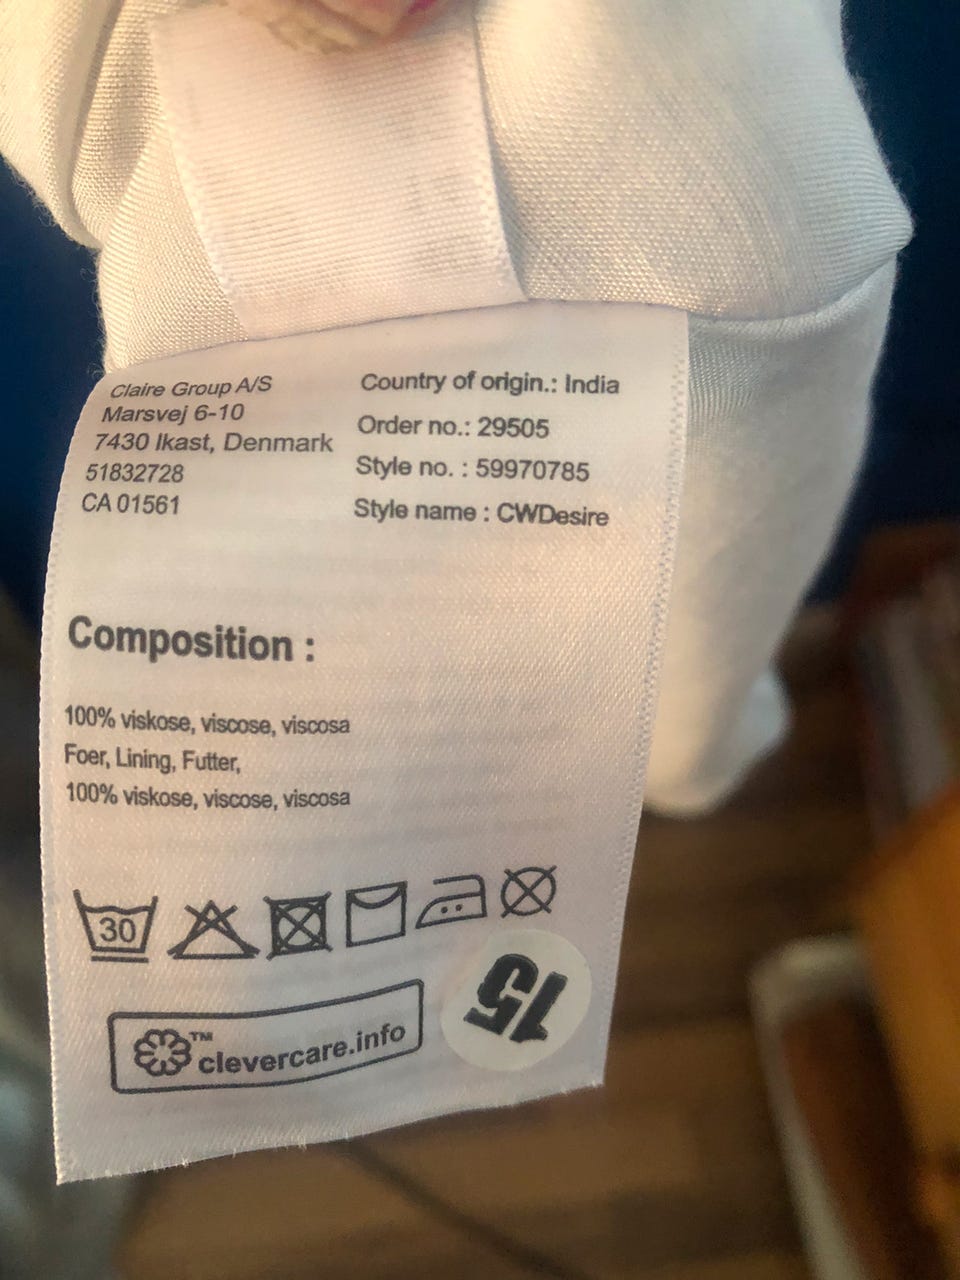 Claire Group A/S
Marsvej 6-10
7430 Ikast, Denmark
51832728
CA 01561
Country of origin.: India
Order no.: 29505
Style no. : 59970785
Style name : CWDesire
Composition :
100% viskose, viscose, viscosa
Foer, Lining, Futter,
100% viskose, viscose, viscosa
30
™
clevercare.info
15